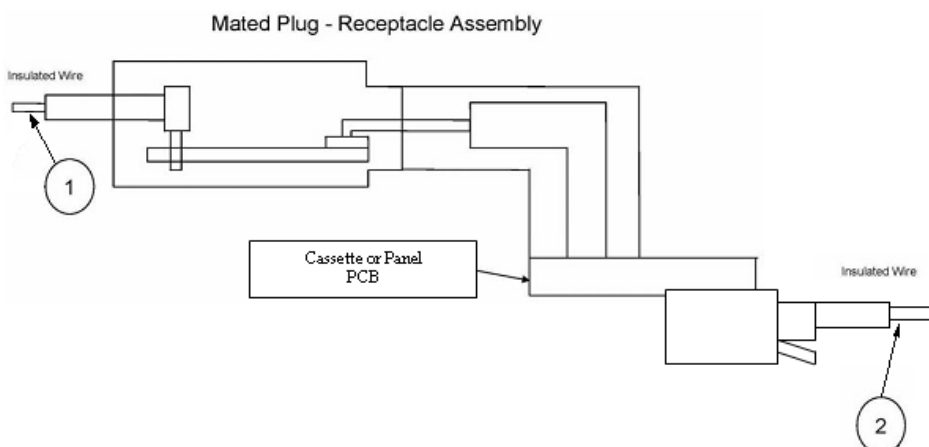 Mated Plug - Receptacle Assembly
Insulated Wire
1
Cassette or Panel
PCB
Insulated Wire
2